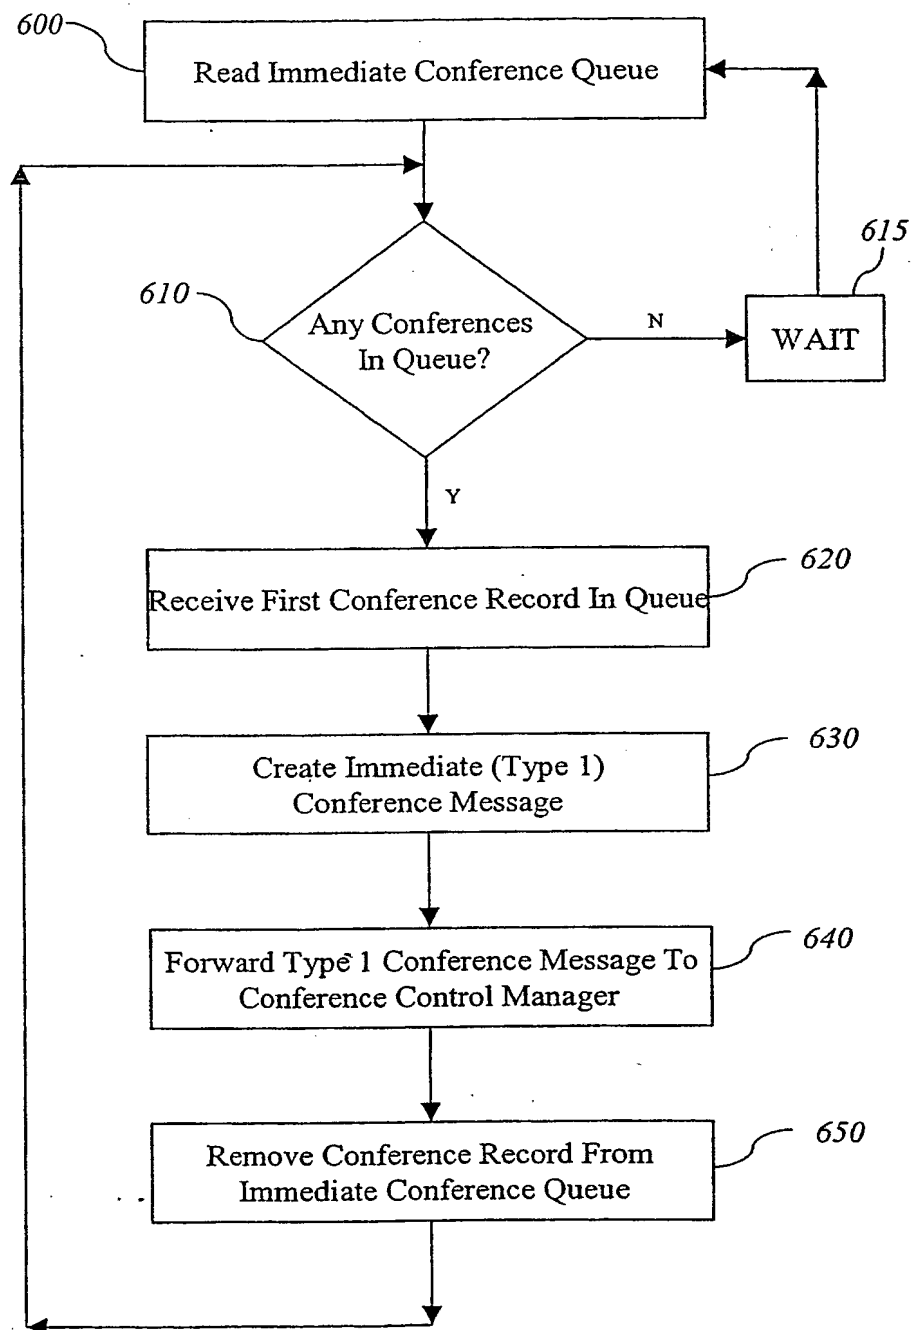 600
Read Immediate Conference Queue
615
610
Any Conferences
In Queue?
N
WAIT
Y
620
Receive First Conference Record In Queue
630
Create Immediate (Type 1)
Conference Message
640
Forward Type 1 Conference Message To
Conference Control Manager
650
Remove Conference Record From
Immediate Conference Queue